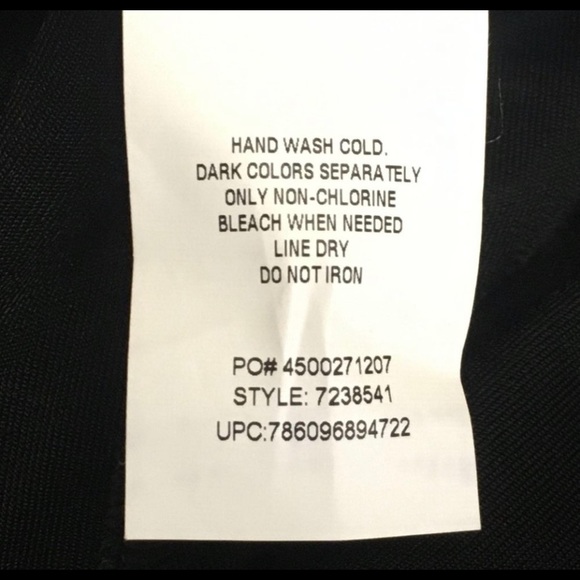 HAND WASH COLD.
DARK COLORS SEPARATELY
ONLY NON-CHLORINE
BLEACH WHEN NEEDED
LINE DRY
DO NOT IRON
PO# 4500271207
STYLE: 7238541
UPC:786096894722